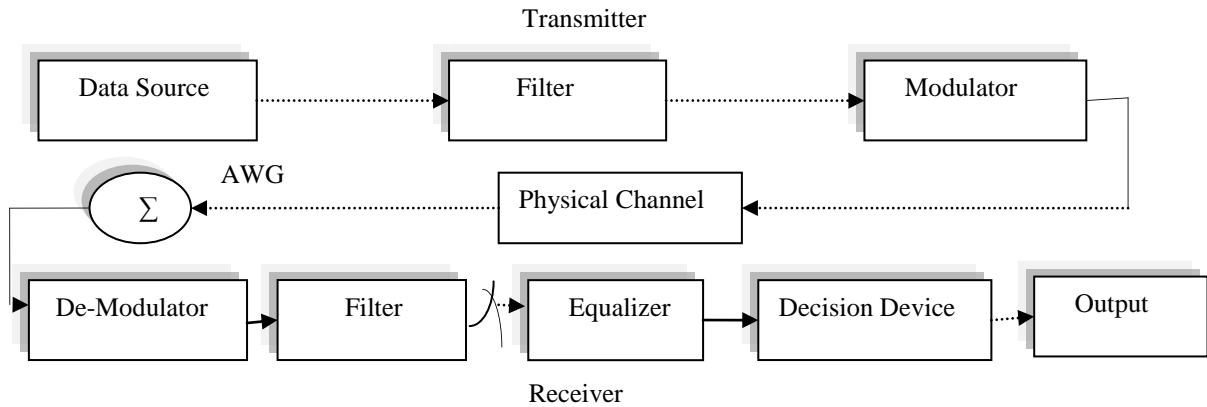 Transmitter
Data Source
Filter
Modulator
AWG
∑
Physical Channel
De-Modulator
Filter
Equalizer
Decision Device
Output
Receiver